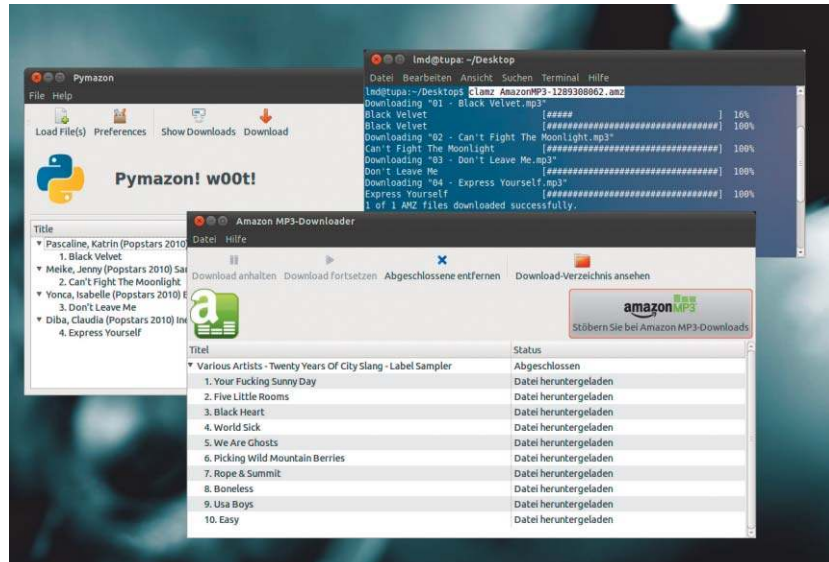 Pymazon
File Help
Load File(s) Preferences Show Downloads Download
Pymazon! w00t!
Title
Pascaline, Katrin (Popstars 2010)
1. Black Velvet
Meike, Jenny (Popstars 2010) Sa
2. Can't Fight The Moonlight
Yonca, Isabelle (Popstars 2010)
3. Don't Leave Me
Diba, Claudia (Popstars 2010)
4. Express Yourself
lmd@tupa: ~/Desktop
Datei Bearbeiten Ansicht Suchen Terminal Hilfe
lmd@tupa:~/Desktop$ clamz AmazonMP3-1289308062.amz
Downloading "01 - Black Velvet.mp3"
Black Velvet [##### ] 16%
Black Velvet [##################################] 100%
Downloading "02 - Can't Fight The Moonlight.mp3"
Can't Fight The Moonlight [##################################] 100%
Downloading "03 - Don't Leave Me.mp3"
Don't Leave Me [##################################] 100%
Downloading "04 - Express Yourself.mp3"
Express Yourself [##################################] 100%
1 of 1 AMZ files downloaded successfully.
Amazon MP3-Downloader
Datei Hilfe
Download anhalten Download fortsetzen Abgeschlossene entfernen Download-Verzeichnis ansehen
a
amazonMP3
Stöbern Sie bei Amazon MP3-Downloads
Titel Status
Various Artists - Twenty Years Of City Slang - Label Sampler Abgeschlossen
1. Your Fucking Sunny Day Datei heruntergeladen
2. Five Little Rooms Datei heruntergeladen
3. Black Heart Datei heruntergeladen
4. World Sick Datei heruntergeladen
5. We Are Ghosts Datei heruntergeladen
6. Picking Wild Mountain Berries Datei heruntergeladen
7. Rope & Summit Datei heruntergeladen
8. Boneless Datei heruntergeladen
9. Usa Boys Datei heruntergeladen
10. Easy Datei heruntergeladen